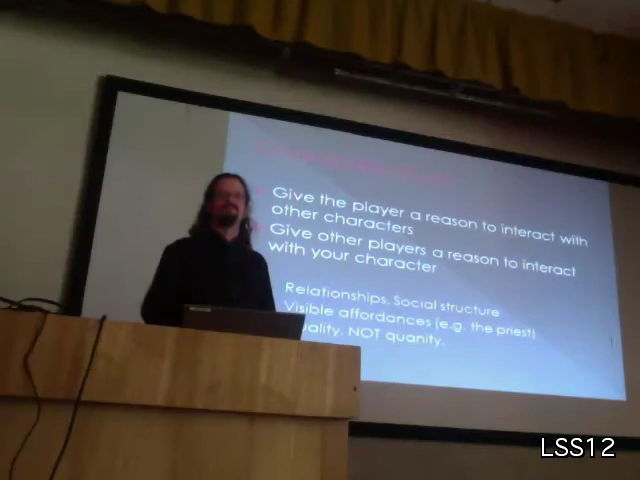 Give the player a reason to interact with
other characters
Give other players a reason to interact
with your character
Relationships. Social structure
Visible affordances (e.g. the priest)
uality. NOT quanity.
LSS12